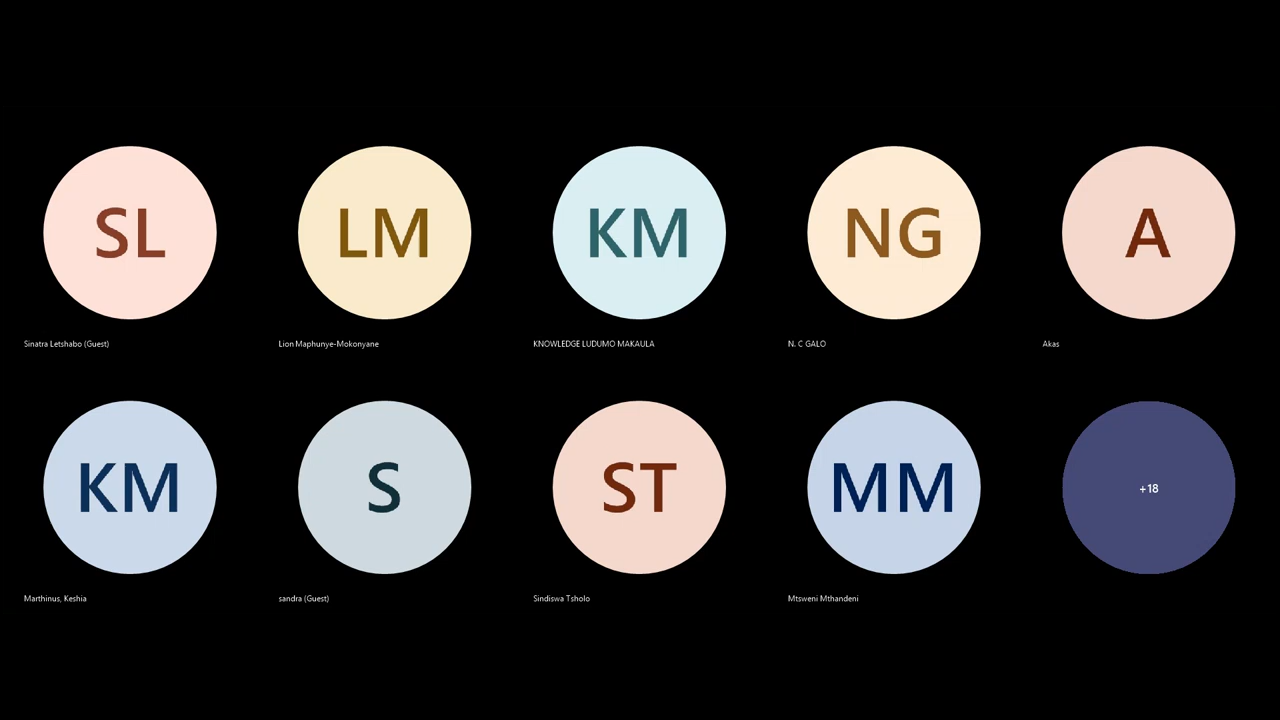 SL
LM
KM
NG
A
Sinatra Letshabo (Guest)
Lion Maphunye-Mokonyane
KNOWLEDGE LUDUMO MAKAULA
N. C GALO
Akas
KM
S
ST
MM
+18
Marthinus, Keshia
sandra (Guest)
Sindiswa Tsholo
Mtsweni Mthandeni